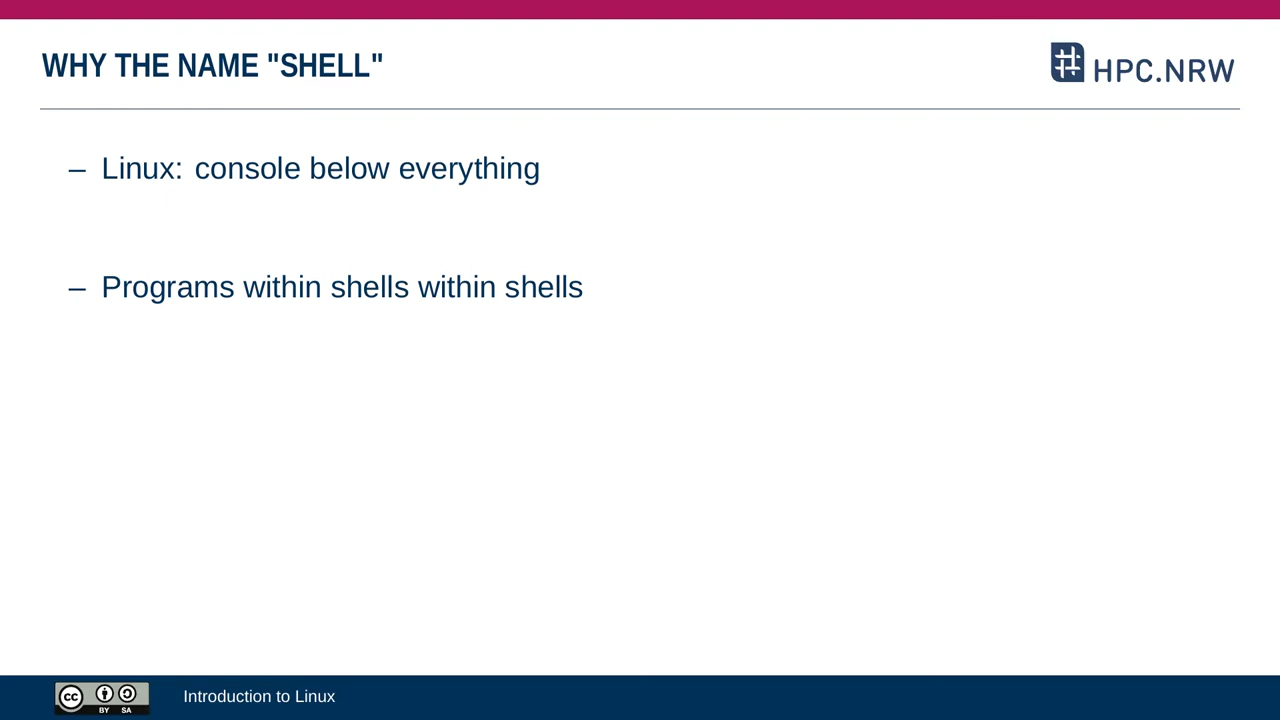 WHY THE NAME "SHELL"
HPC.NRW
– Linux: console below everything
– Programs within shells within shells
cc BY SA
Introduction to Linux